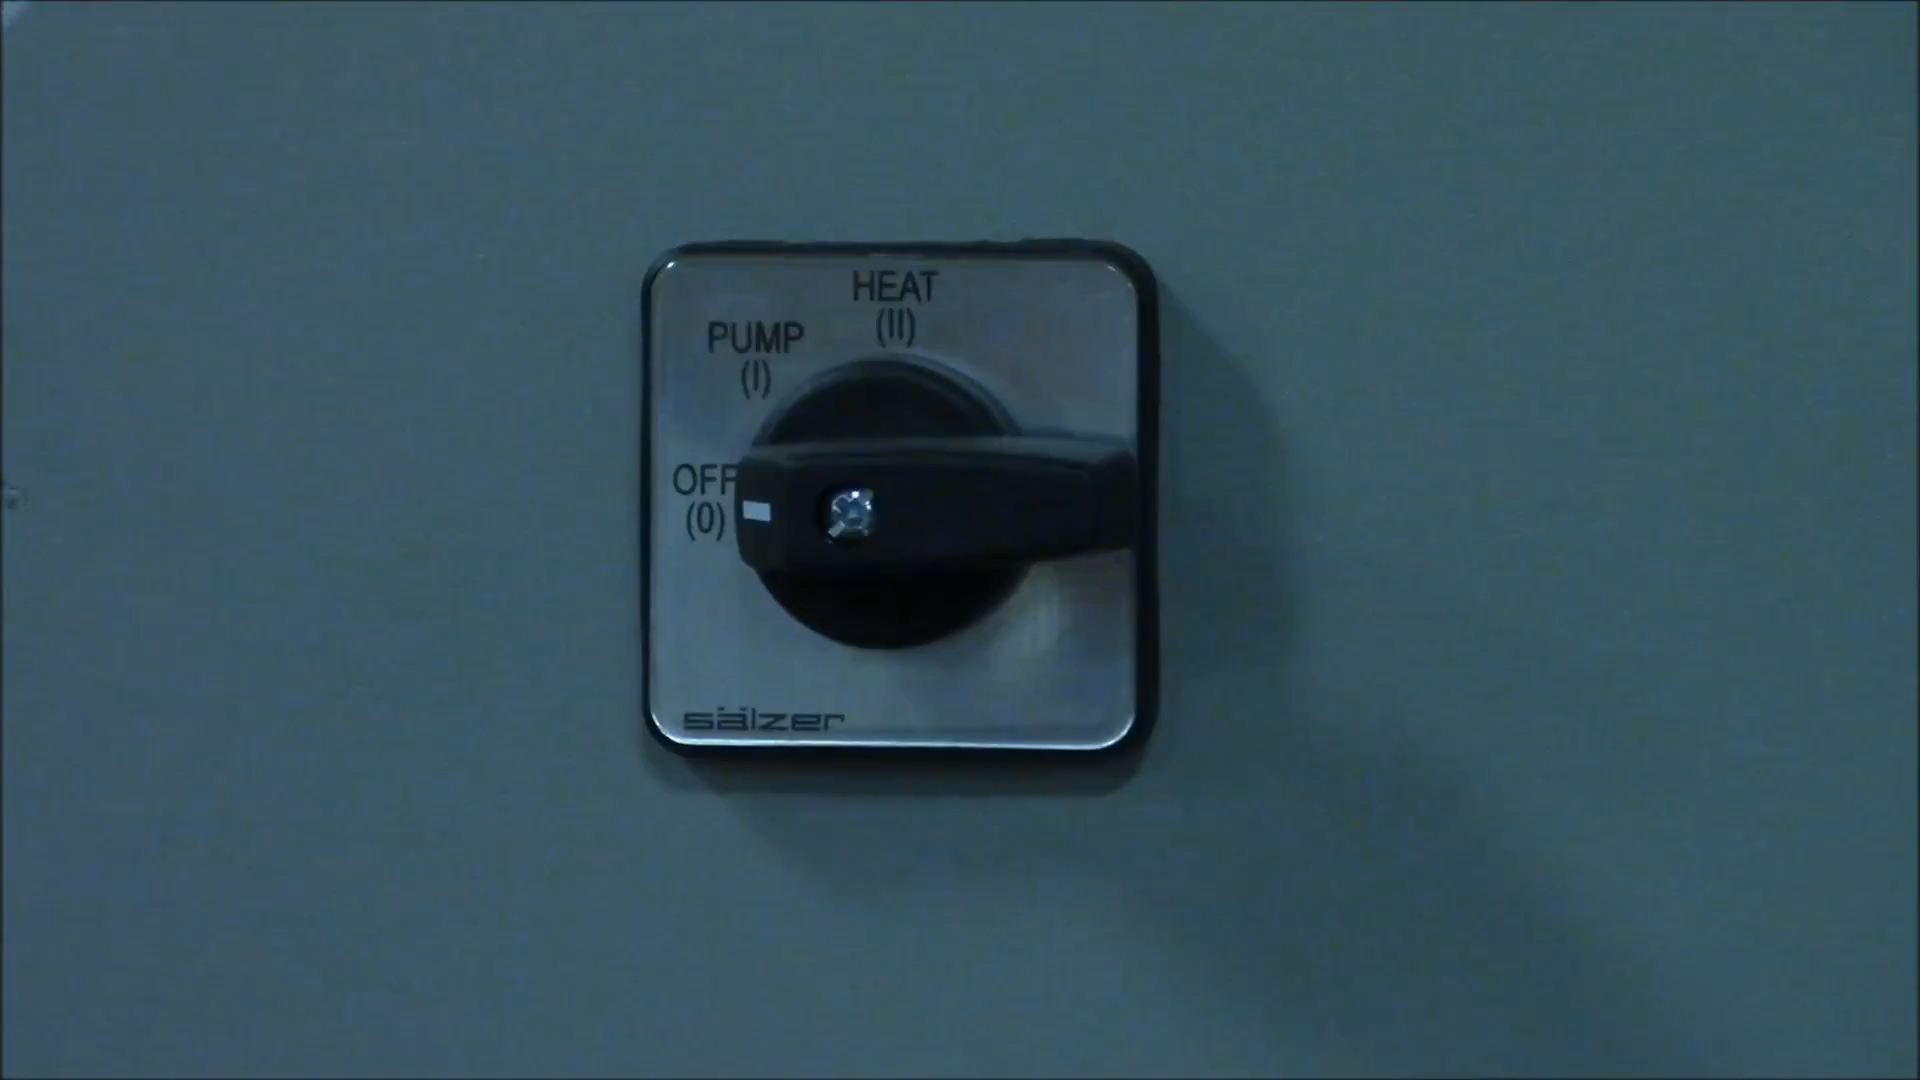 HEAT
(II)
PUMP
(I)
OFF
(0)
sälzer